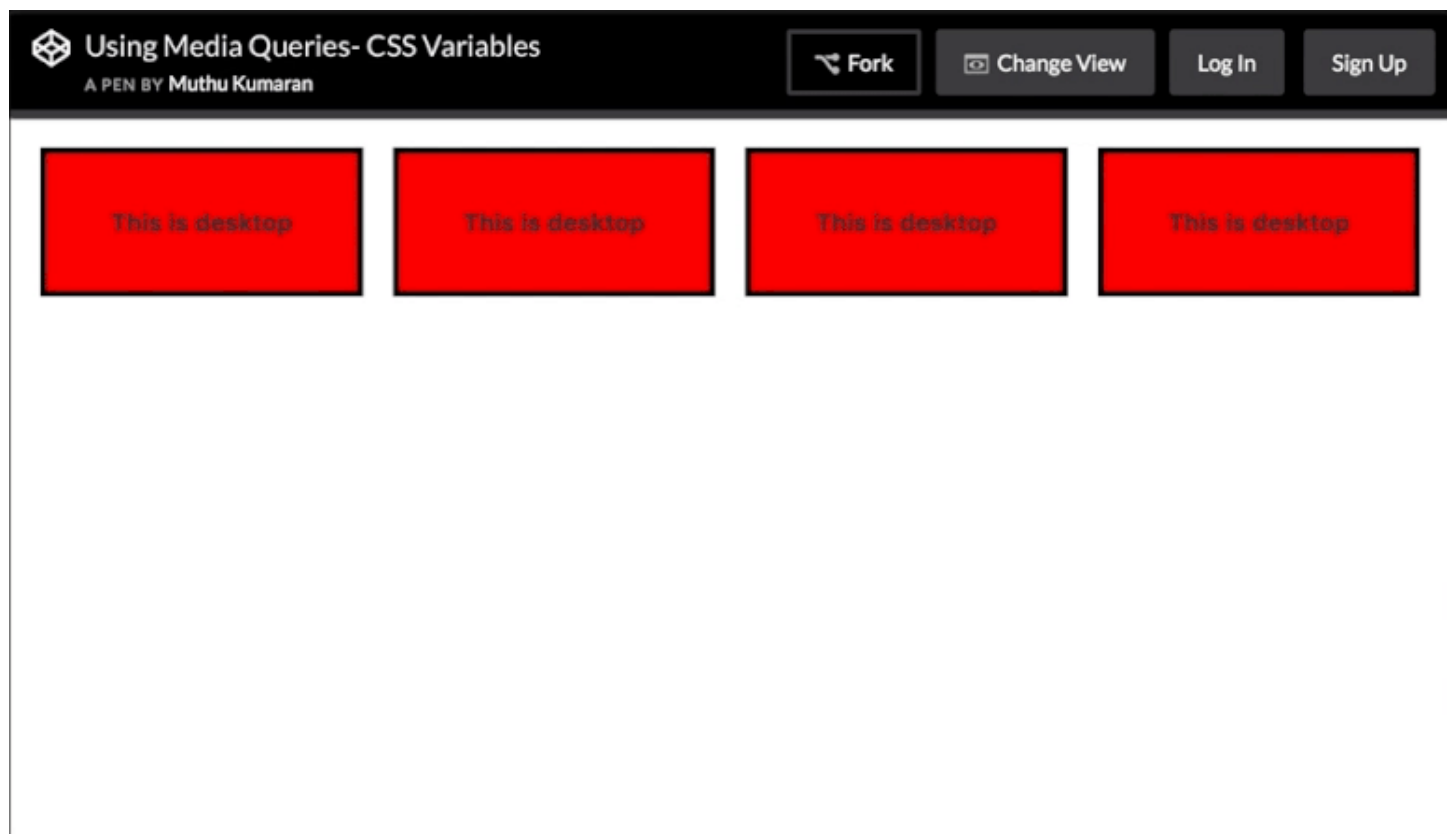 Using Media Queries- CSS Variables
A PEN BY Muthu Kumaran
Fork
Change View
Log In
Sign Up
This is desktop
This is desktop
This is desktop
This is desktop